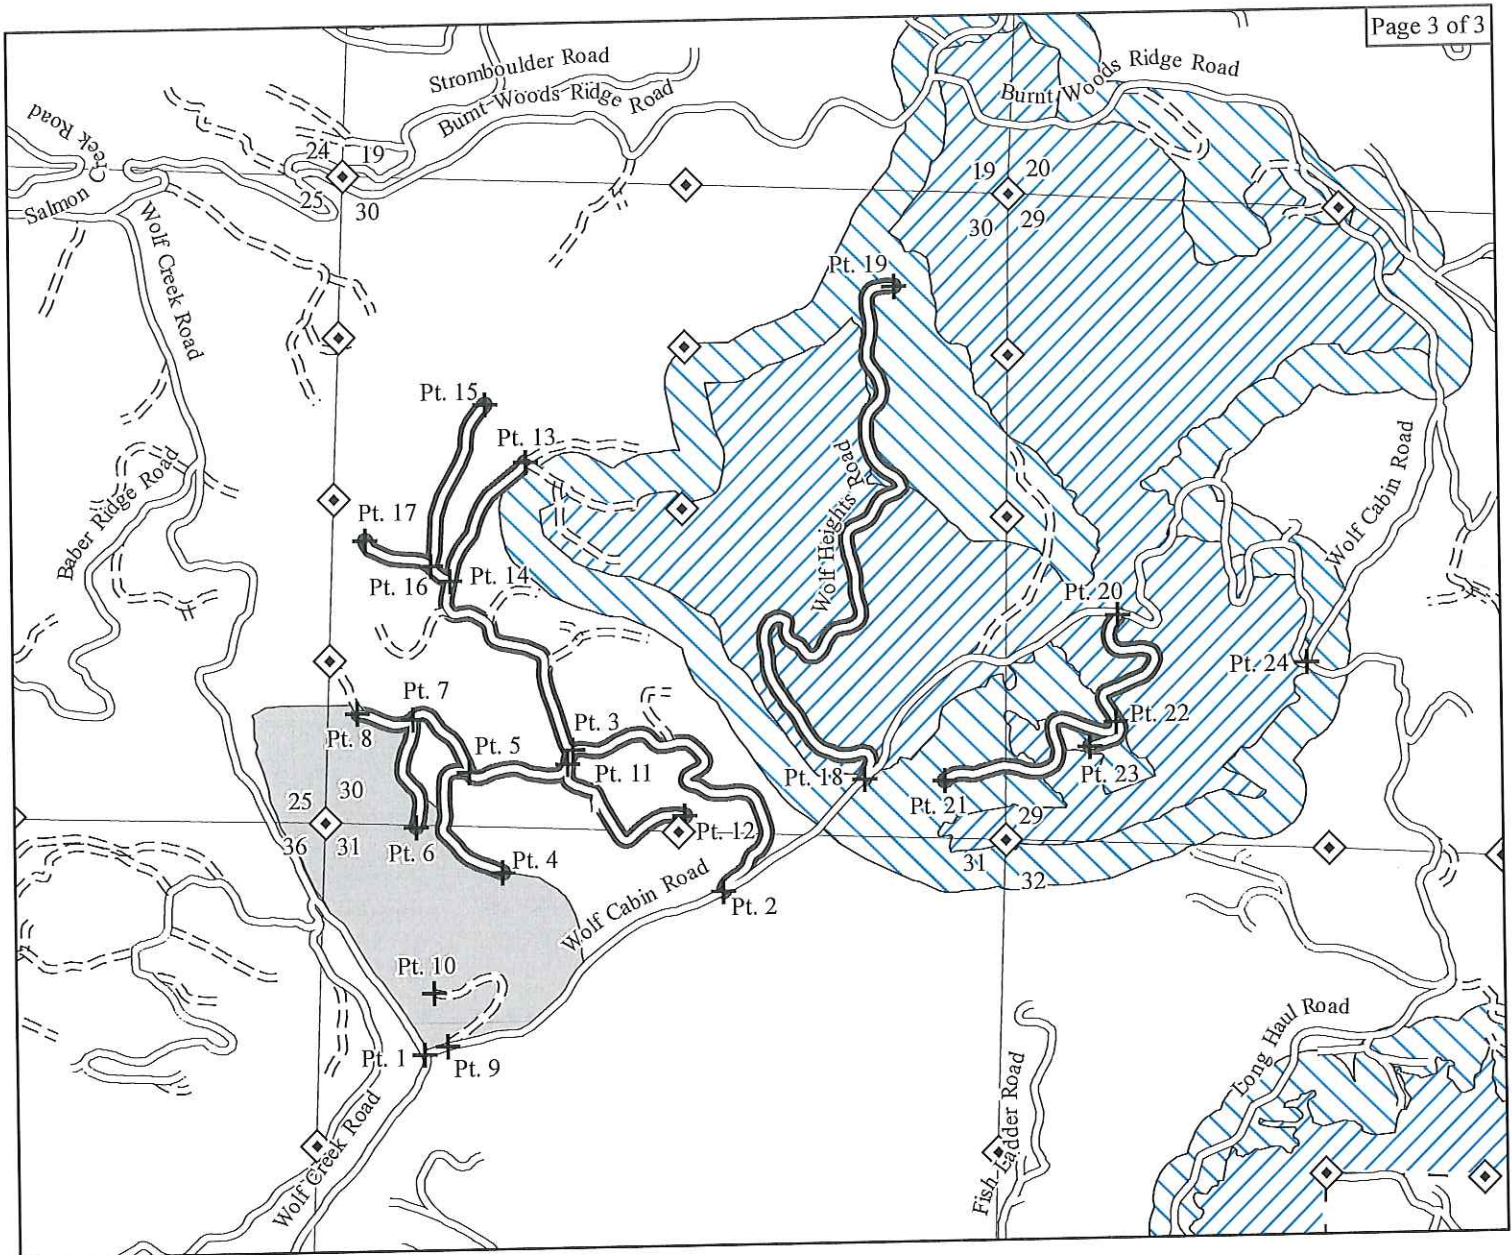 Page 3 of 3
Stromboulder Road
Burnt Woods Ridge Road
Burnt Woods Ridge Road
Salmon Creek Road
24
19
25
30
19
20
30
29
Wolf Creek Road
Pt. 19
Pt. 15
Pt. 13
Baber Ridge Road
Wolf Heights Road
Wolf Cabin Road
Pt. 17
Pt. 16
Pt. 14
Pt. 20
Pt. 24
Pt. 7
Pt. 8
Pt. 3
Pt. 22
Pt. 5
Pt. 11
Pt. 18
Pt. 23
Pt. 21
25
30
36
31
Pt. 12
29
31
32
Pt. 6
Pt. 4
Wolf Cabin Road
Pt. 2
Pt. 10
Long Haul Road
Pt. 1
Pt. 9
Wolf Creek Road
Fish Ladder Road